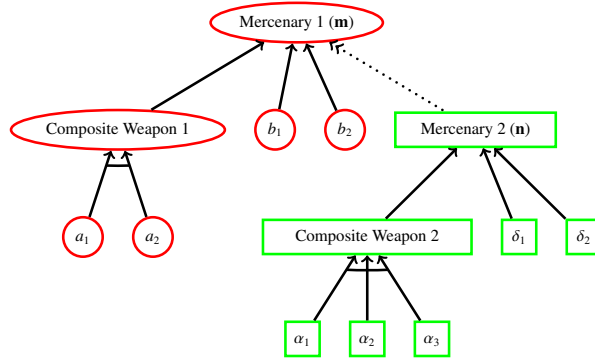 Mercenary 1 (m)
Composite Weapon 1
b₁
b₂
Mercenary 2 (n)
a₁
a₂
Composite Weapon 2
δ₁
δ₂
α₁
α₂
α₃